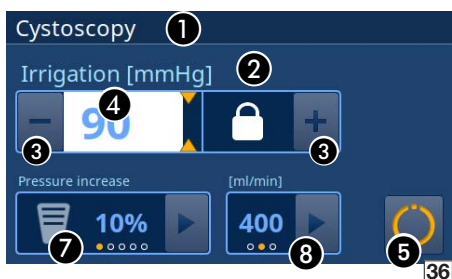 Cystoscopy 1
Irrigation [mmHg] 2
− 90 4 +
3 3
Pressure increase [ml/min]
10% 400
7 8 5
36